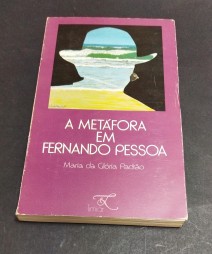 A METÁFORA
EM
FERNANDO PESSOA
Maria da Glória Padrão